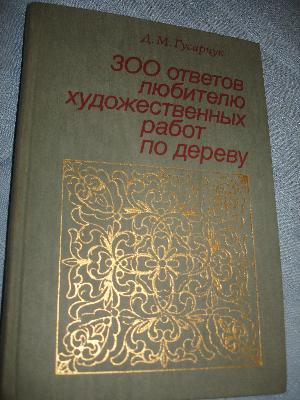 Д. М. Гусарчук
300 ответов
любителю
художественных
работ
по дереву